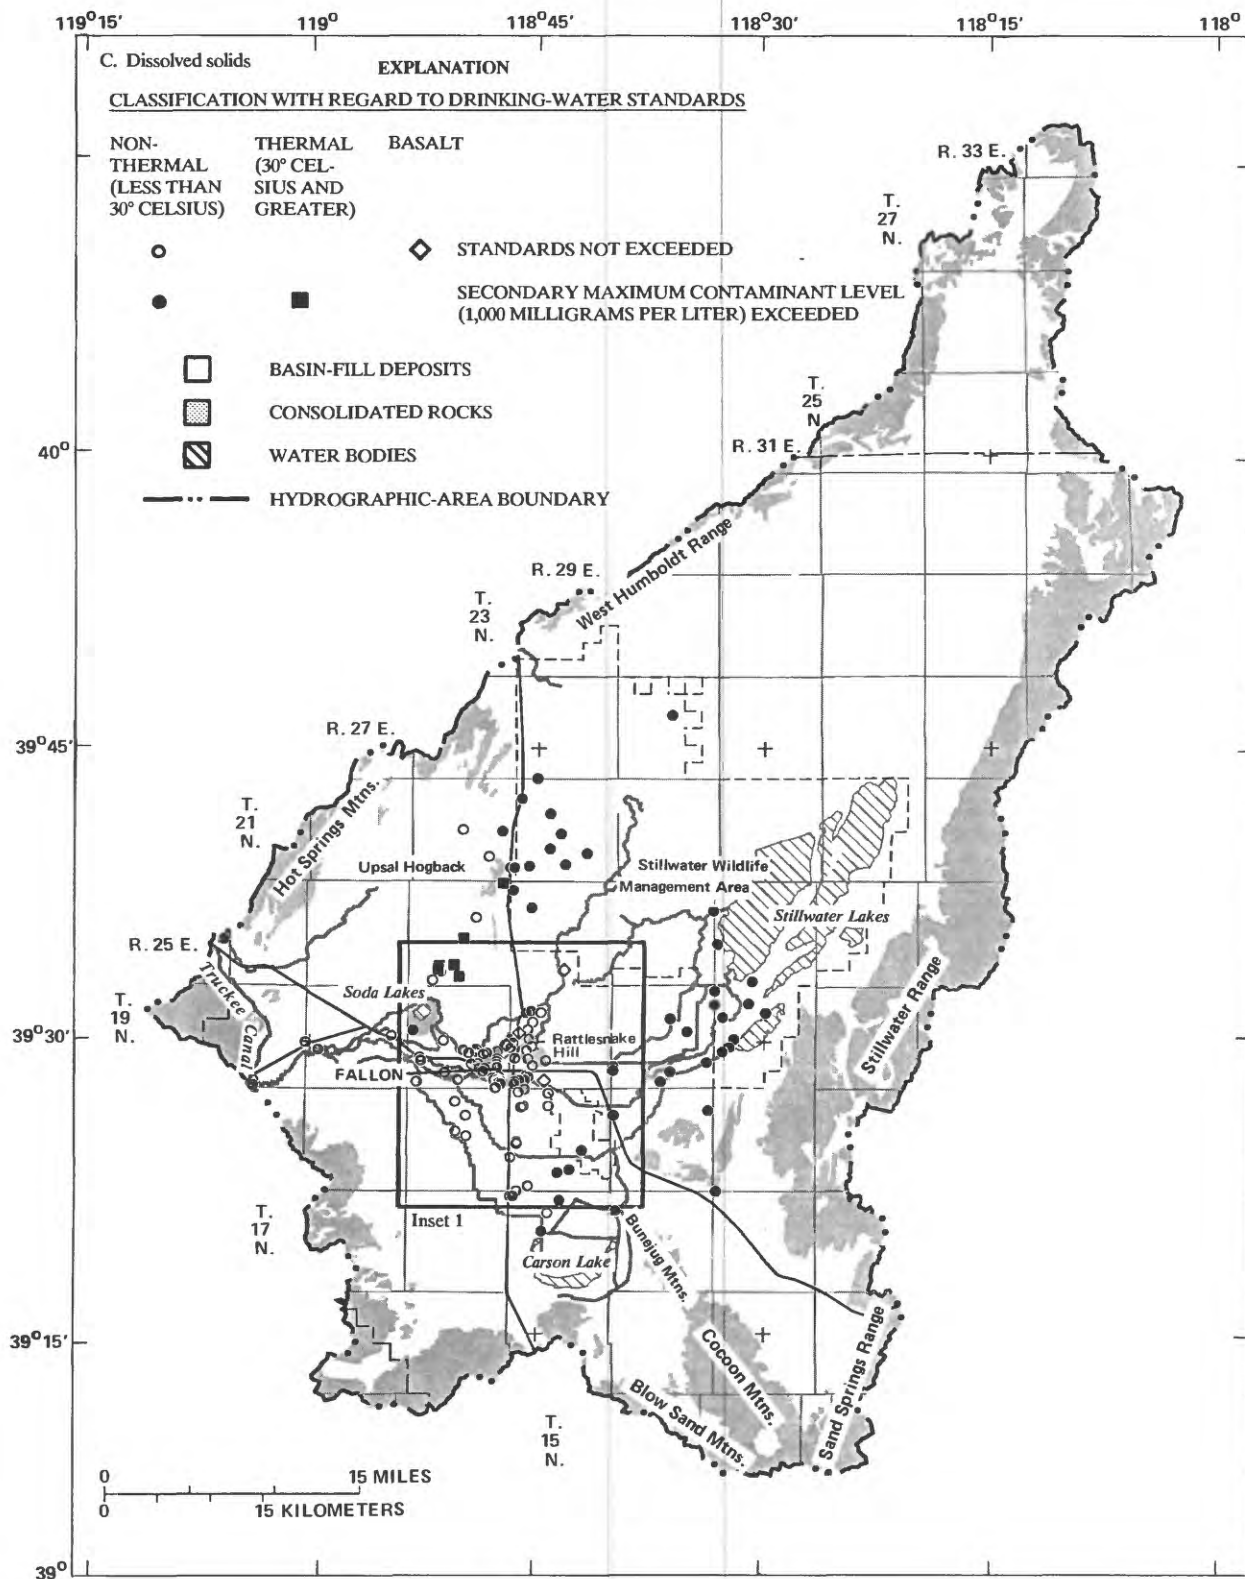 119°15' 119° 118°45' 118°30' 118°15' 118°
C. Dissolved solids
EXPLANATION
CLASSIFICATION WITH REGARD TO DRINKING-WATER STANDARDS
NON-
THERMAL
(LESS THAN
30° CELSIUS)
THERMAL
(30° CEL-
SIUS AND
GREATER)
BASALT
STANDARDS NOT EXCEEDED
SECONDARY MAXIMUM CONTAMINANT LEVEL
(1,000 MILLIGRAMS PER LITER) EXCEEDED
BASIN-FILL DEPOSITS
CONSOLIDATED ROCKS
WATER BODIES
HYDROGRAPHIC-AREA BOUNDARY
R. 33 E.
T.
27
N.
T.
25
N
40°
R. 31 E.
West Humboldt Range
R. 29 E.
T.
23
N.
R. 27 E.
39°45'
T.
21
N.
Hot Springs Mtns.
Upsal Hogback
Stillwater Wildlife
Management Area
Stillwater Lakes
R. 25 E.
Truckee
Canal
Soda Lakes
T.
19
N.
39°30'
Rattlesnake
Hill
FALLON
Stillwater Range
T.
17
N.
Inset 1
Bunejug Mtns.
Carson Lake
39°15'
Cocoon Mtns.
Sand Springs Range
Blow Sand Mtns.
T.
15
N.
0 15 MILES
0 15 KILOMETERS
39°